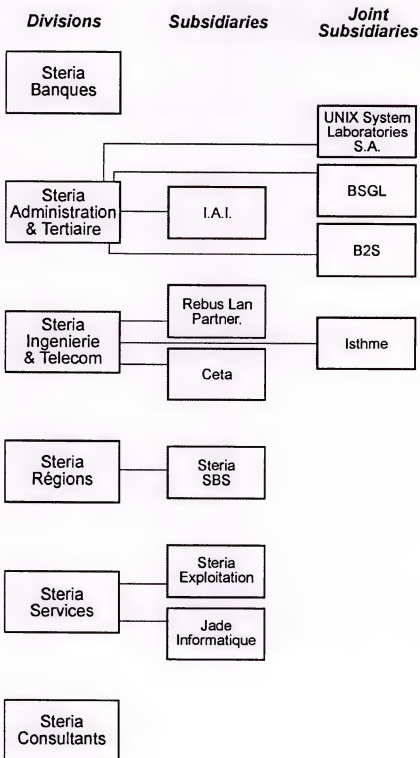 Divisions
Subsidiaries
Joint
Subsidiaries
Steria
Banques
UNIX System
Laboratories
S.A.
Steria
Administration
& Tertiaire
I.A.I.
BSGL
B2S
Steria
Ingenierie
& Telecom
Rebus Lan
Partner.
Ceta
Isthme
Steria
Régions
Steria
SBS
Steria
Services
Steria
Exploitation
Jade
Informatique
Steria
Consultants